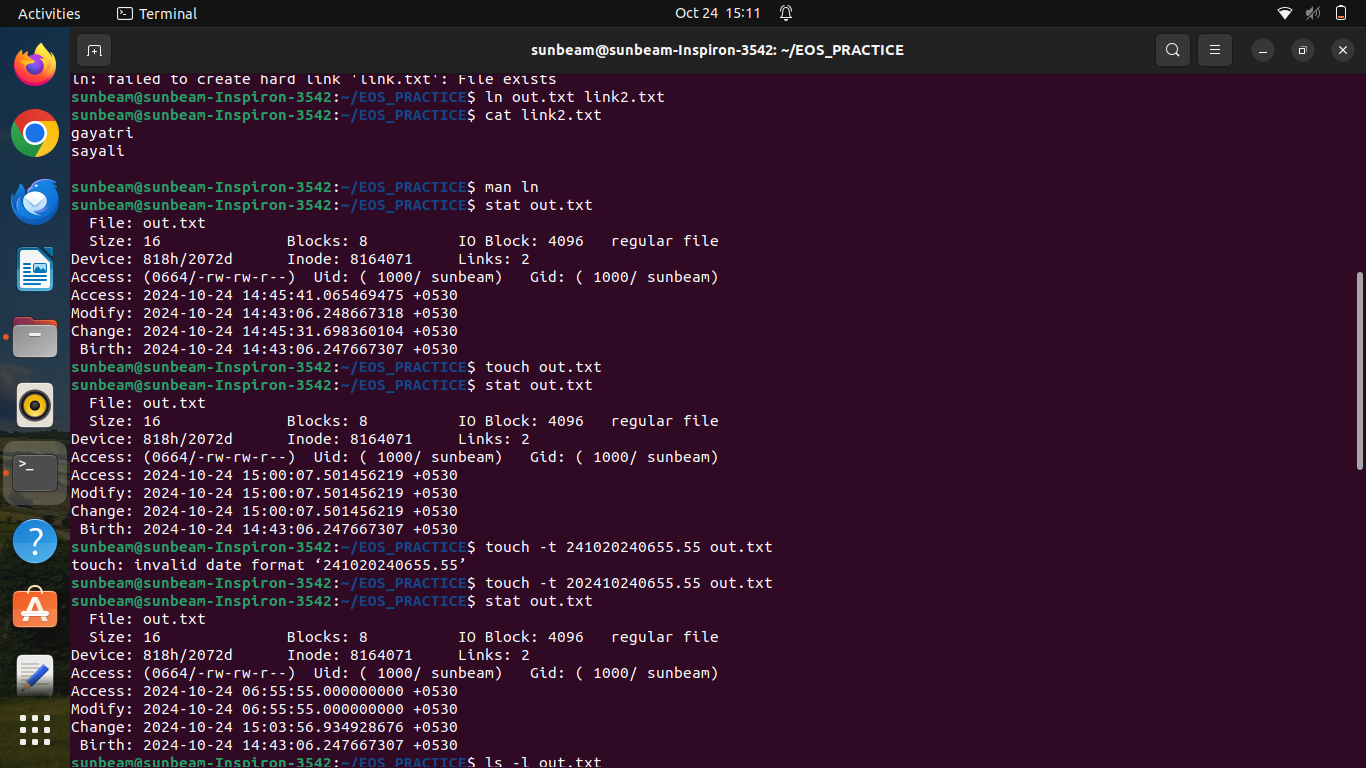 Activities
Terminal
Oct 24 15:11
sunbeam@sunbeam-Inspiron-3542: ~/EOS_PRACTICE
ln: failed to create hard link 'link.txt': File exists
sunbeam@sunbeam-Inspiron-3542:~/EOS_PRACTICE$ ln out.txt link2.txt
sunbeam@sunbeam-Inspiron-3542:~/EOS_PRACTICE$ cat link2.txt
gayatri
sayali
sunbeam@sunbeam-Inspiron-3542:~/EOS_PRACTICE$ man ln
sunbeam@sunbeam-Inspiron-3542:~/EOS_PRACTICE$ stat out.txt
  File: out.txt
  Size: 16              Blocks: 8          IO Block: 4096   regular file
Device: 818h/2072d      Inode: 8164071     Links: 2
Access: (0664/-rw-rw-r--)  Uid: ( 1000/ sunbeam)   Gid: ( 1000/ sunbeam)
Access: 2024-10-24 14:45:41.065469475 +0530
Modify: 2024-10-24 14:43:06.248667318 +0530
Change: 2024-10-24 14:45:31.698360104 +0530
 Birth: 2024-10-24 14:43:06.247667307 +0530
sunbeam@sunbeam-Inspiron-3542:~/EOS_PRACTICE$ touch out.txt
sunbeam@sunbeam-Inspiron-3542:~/EOS_PRACTICE$ stat out.txt
  File: out.txt
  Size: 16              Blocks: 8          IO Block: 4096   regular file
Device: 818h/2072d      Inode: 8164071     Links: 2
Access: (0664/-rw-rw-r--)  Uid: ( 1000/ sunbeam)   Gid: ( 1000/ sunbeam)
Access: 2024-10-24 15:00:07.501456219 +0530
Modify: 2024-10-24 15:00:07.501456219 +0530
Change: 2024-10-24 15:00:07.501456219 +0530
 Birth: 2024-10-24 14:43:06.247667307 +0530
sunbeam@sunbeam-Inspiron-3542:~/EOS_PRACTICE$ touch -t 241020240655.55 out.txt
touch: invalid date format ‘241020240655.55’
sunbeam@sunbeam-Inspiron-3542:~/EOS_PRACTICE$ touch -t 202410240655.55 out.txt
sunbeam@sunbeam-Inspiron-3542:~/EOS_PRACTICE$ stat out.txt
  File: out.txt
  Size: 16              Blocks: 8          IO Block: 4096   regular file
Device: 818h/2072d      Inode: 8164071     Links: 2
Access: (0664/-rw-rw-r--)  Uid: ( 1000/ sunbeam)   Gid: ( 1000/ sunbeam)
Access: 2024-10-24 06:55:55.000000000 +0530
Modify: 2024-10-24 06:55:55.000000000 +0530
Change: 2024-10-24 15:03:56.934928676 +0530
 Birth: 2024-10-24 14:43:06.247667307 +0530
sunbeam@sunbeam-Inspiron-3542:~/EOS_PRACTICE$ ls -l out.txt